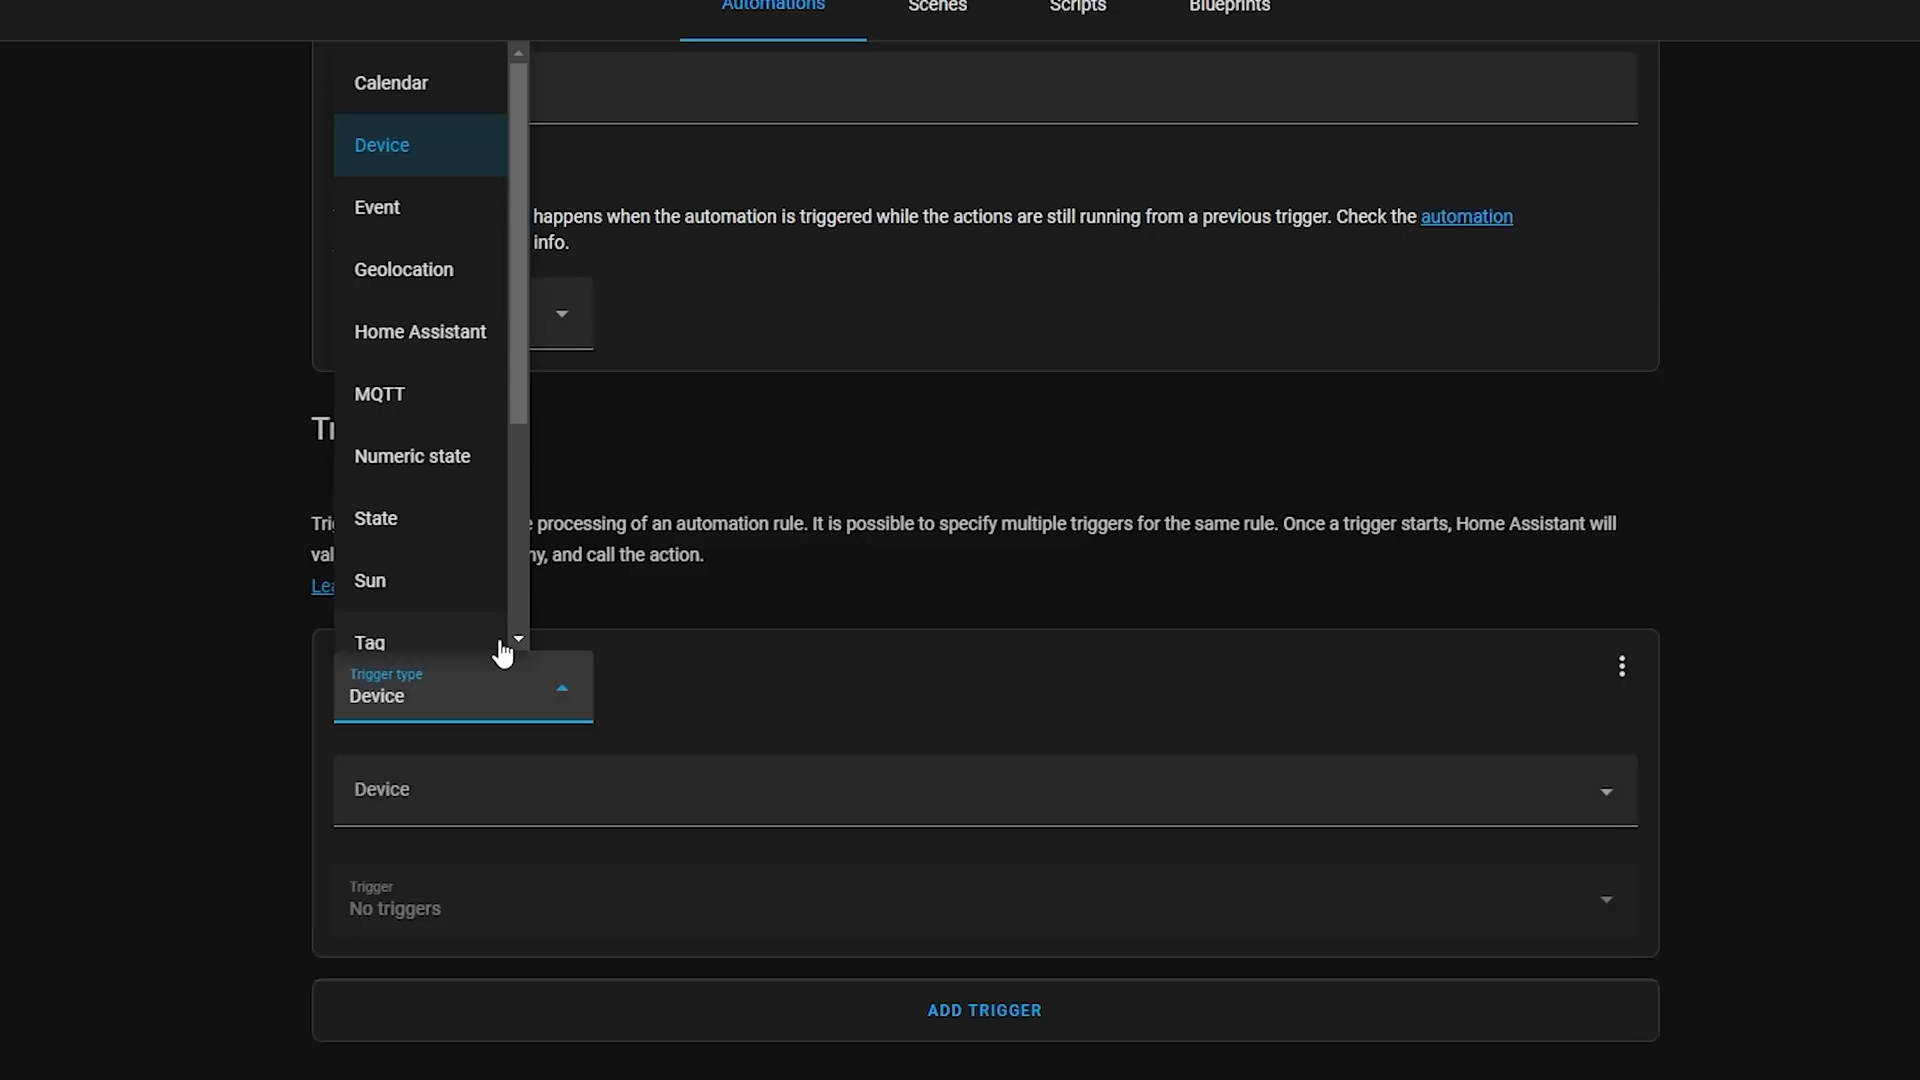 Automations Scenes Scripts Blueprints
Calendar
Device
Event
happens when the automation is triggered while the actions are still running from a previous trigger. Check the automation
info.
Geolocation
Home Assistant
MQTT
Numeric state
State
processing of an automation rule. It is possible to specify multiple triggers for the same rule. Once a trigger starts, Home Assistant will
and call the action.
Sun
Tag
Trigger type
Device
Device
Trigger
No triggers
ADD TRIGGER